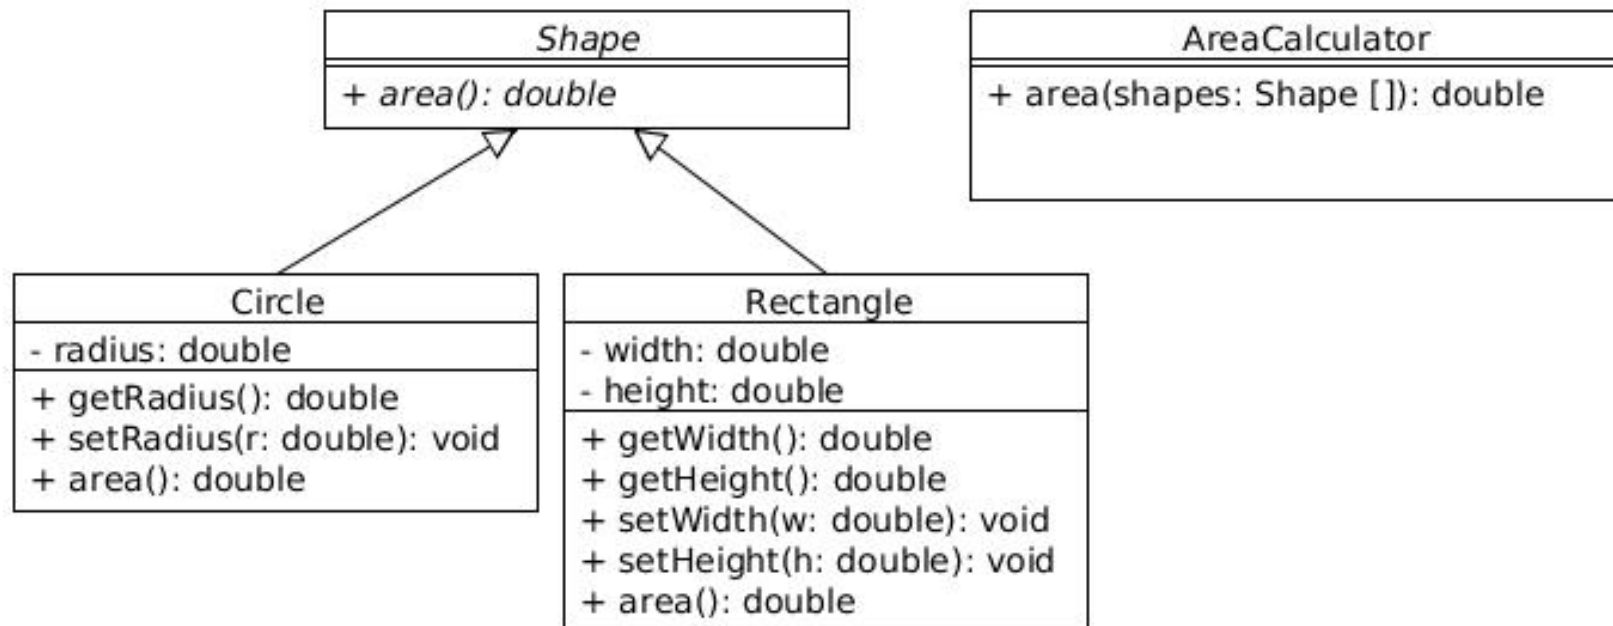 Shape
+ area(): double
AreaCalculator
+ area(shapes: Shape []): double
Circle
- radius: double
+ getRadius(): double
+ setRadius(r: double): void
+ area(): double
Rectangle
- width: double
- height: double
+ getWidth(): double
+ getHeight(): double
+ setWidth(w: double): void
+ setHeight(h: double): void
+ area(): double